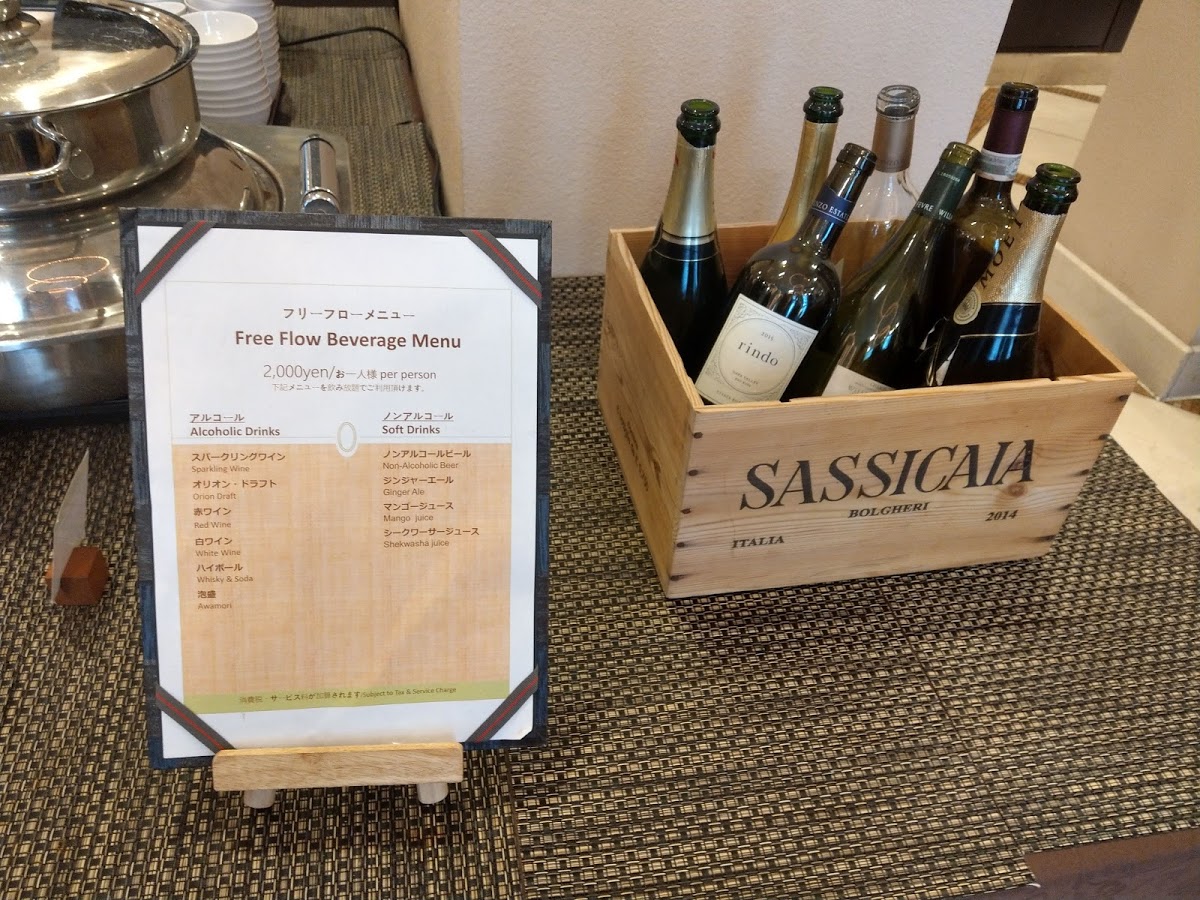 フリーフローメニュー
Free Flow Beverage Menu
2,000yen/お一人様 per person
下記メニューを飲み放題でご利用頂けます。
アルコール
Alcoholic Drinks
スパークリングワイン
Sparkling Wine
オリオン・ドラフト
Orion Draft
赤ワイン
Red Wine
白ワイン
White Wine
ハイボール
Whisky & Soda
泡盛
Awamori
ノンアルコール
Soft Drinks
ノンアルコールビール
Non-Alcoholic Beer
ジンジャーエール
Ginger Ale
マンゴージュース
Mango juice
シークワーサージュース
Shekwasha juice
消費税、サービス料が加算されます/Subject to Tax & Service Charge
NZO ESTATE
2015
rindo
MOËT
SASSICAIA
BOLGHERI
2014
ITALIA